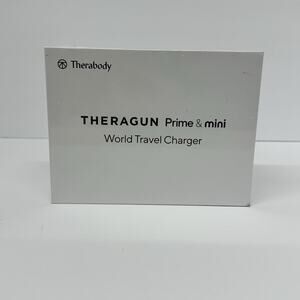 Therabody
THERAGUN Prime & mini
World Travel Charger